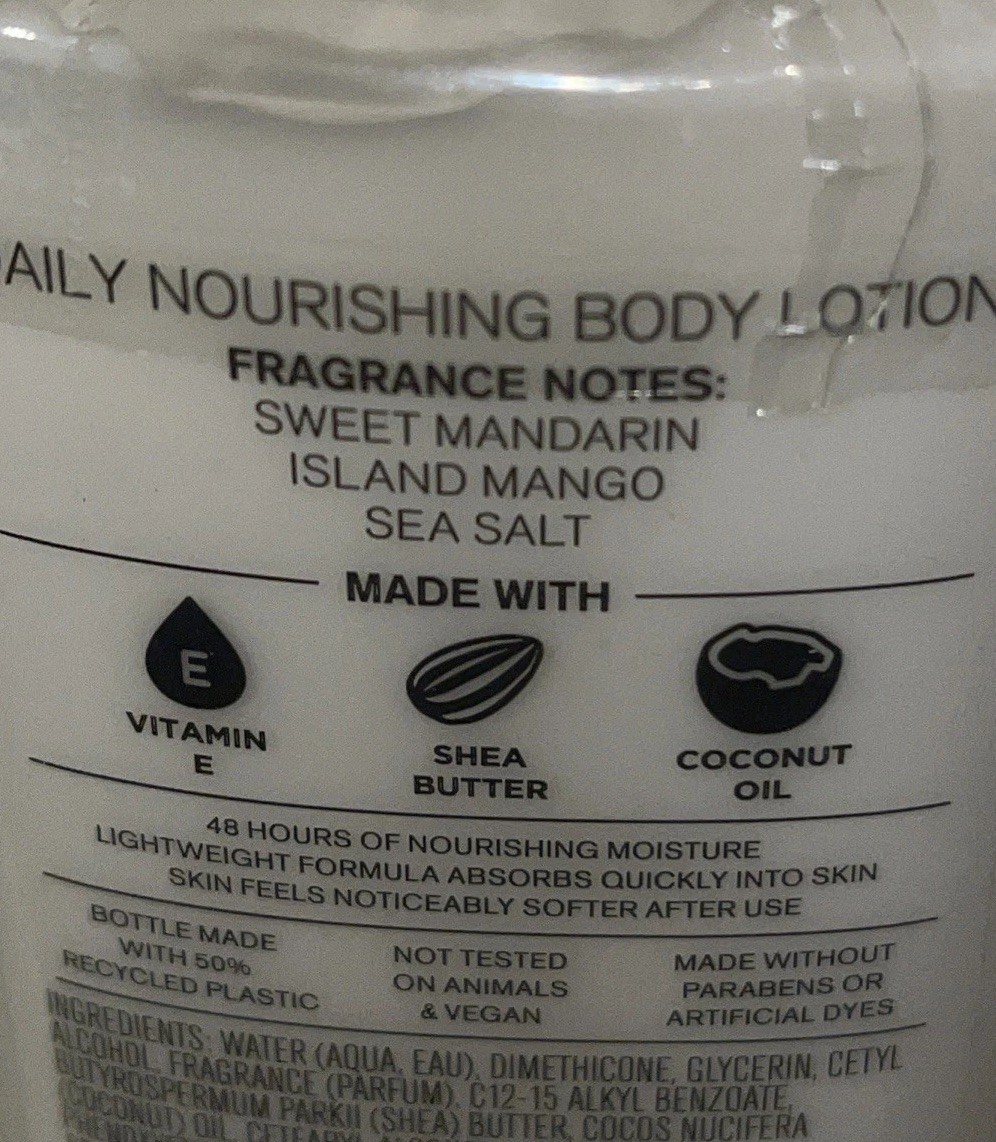 AILY NOURISHING BODY LOTION
FRAGRANCE NOTES:
SWEET MANDARIN
ISLAND MANGO
SEA SALT
MADE WITH
E
VITAMIN
E
SHEA
BUTTER
COCONUT
OIL
48 HOURS OF NOURISHING MOISTURE
LIGHTWEIGHT FORMULA ABSORBS QUICKLY INTO SKIN
SKIN FEELS NOTICEABLY SOFTER AFTER USE
BOTTLE MADE
WITH 50%
RECYCLED PLASTIC
NOT TESTED
ON ANIMALS
& VEGAN
MADE WITHOUT
PARABENS OR
ARTIFICIAL DYES
INGREDIENTS: WATER (AQUA, EAU), DIMETHICONE, GLYCERIN, CETYL
ALCOHOL, FRAGRANCE (PARFUM), C12-15 ALKYL BENZOATE,
BUTYROSPERMUM PARKII (SHEA) BUTTER, COCOS NUCIFERA
(COCONUT) OIL,